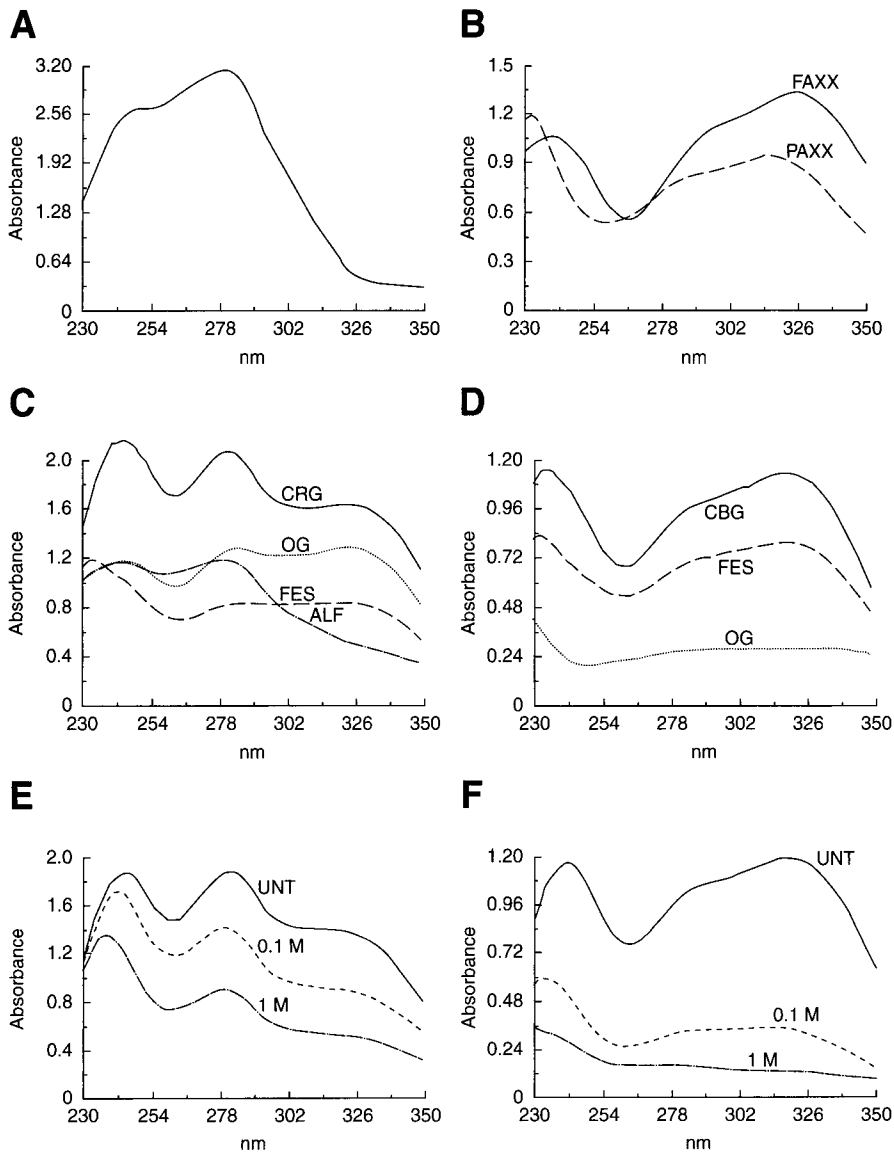 A
Absorbance
3.20
2.56
1.92
1.28
0.64
0
230
254
278
302
326
350
nm
B
Absorbance
1.5
1.2
0.9
0.6
0.3
0
FAXX
PAXX
230
254
278
302
326
350
nm
C
Absorbance
2.0
1.6
1.2
0.8
0.4
0
CRG
OG
FES
ALF
230
254
278
302
326
350
nm
D
Absorbance
1.20
0.96
0.72
0.48
0.24
0
CBG
FES
OG
230
254
278
302
326
350
nm
E
Absorbance
2.0
1.6
1.2
0.8
0.4
0
UNT
0.1 M
1 M
230
254
278
302
326
350
nm
F
Absorbance
1.20
0.96
0.72
0.48
0.24
0
UNT
0.1 M
1 M
230
254
278
302
326
350
nm